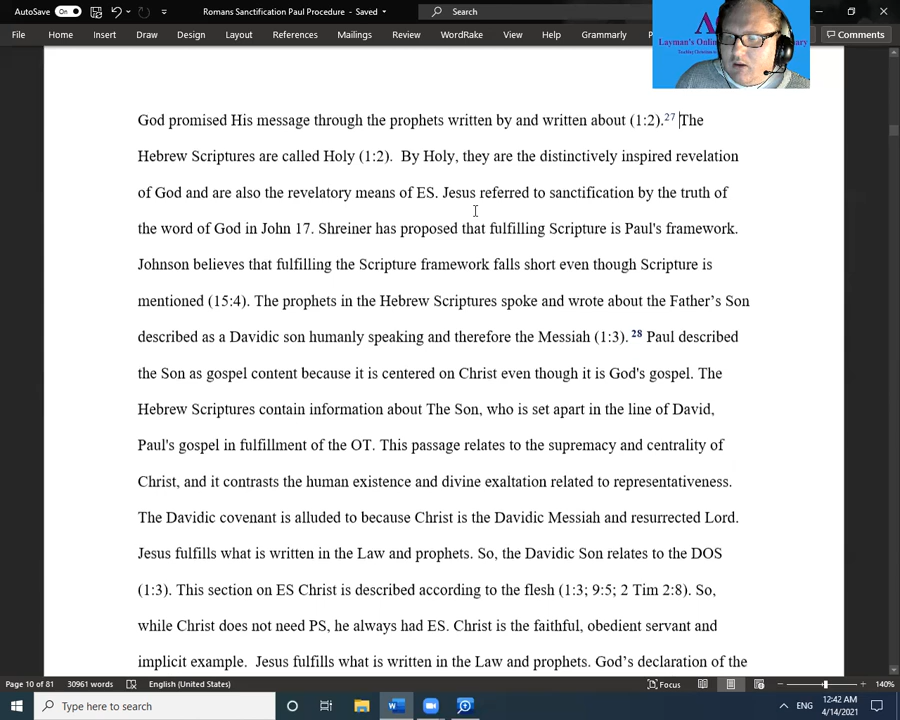 AutoSave On Romans Sanctification Paul Procedure - Saved Search
File Home Insert Draw Design Layout References Mailings Review WordRake View Help Grammarly Comments
Layman's Online
God promised His message through the prophets written by and written about (1:2).27 The
Hebrew Scriptures are called Holy (1:2).  By Holy, they are the distinctively inspired revelation
of God and are also the revelatory means of ES. Jesus referred to sanctification by the truth of
the word of God in John 17. Shreiner has proposed that fulfilling Scripture is Paul's framework.
Johnson believes that fulfilling the Scripture framework falls short even though Scripture is
mentioned (15:4). The prophets in the Hebrew Scriptures spoke and wrote about the Father's Son
described as a Davidic son humanly speaking and therefore the Messiah (1:3). 28 Paul described
the Son as gospel content because it is centered on Christ even though it is God's gospel. The
Hebrew Scriptures contain information about The Son, who is set apart in the line of David,
Paul's gospel in fulfillment of the OT. This passage relates to the supremacy and centrality of
Christ, and it contrasts the human existence and divine exaltation related to representativeness.
The Davidic covenant is alluded to because Christ is the Davidic Messiah and resurrected Lord.
Jesus fulfills what is written in the Law and prophets. So, the Davidic Son relates to the DOS
(1:3). This section on ES Christ is described according to the flesh (1:3; 9:5; 2 Tim 2:8). So,
while Christ does not need PS, he always had ES. Christ is the faithful, obedient servant and
implicit example.  Jesus fulfills what is written in the Law and prophets. God's declaration of the
Page 10 of 81 30961 words English (United States) Focus 140%
Type here to search ENG 12:42 AM
4/14/2021